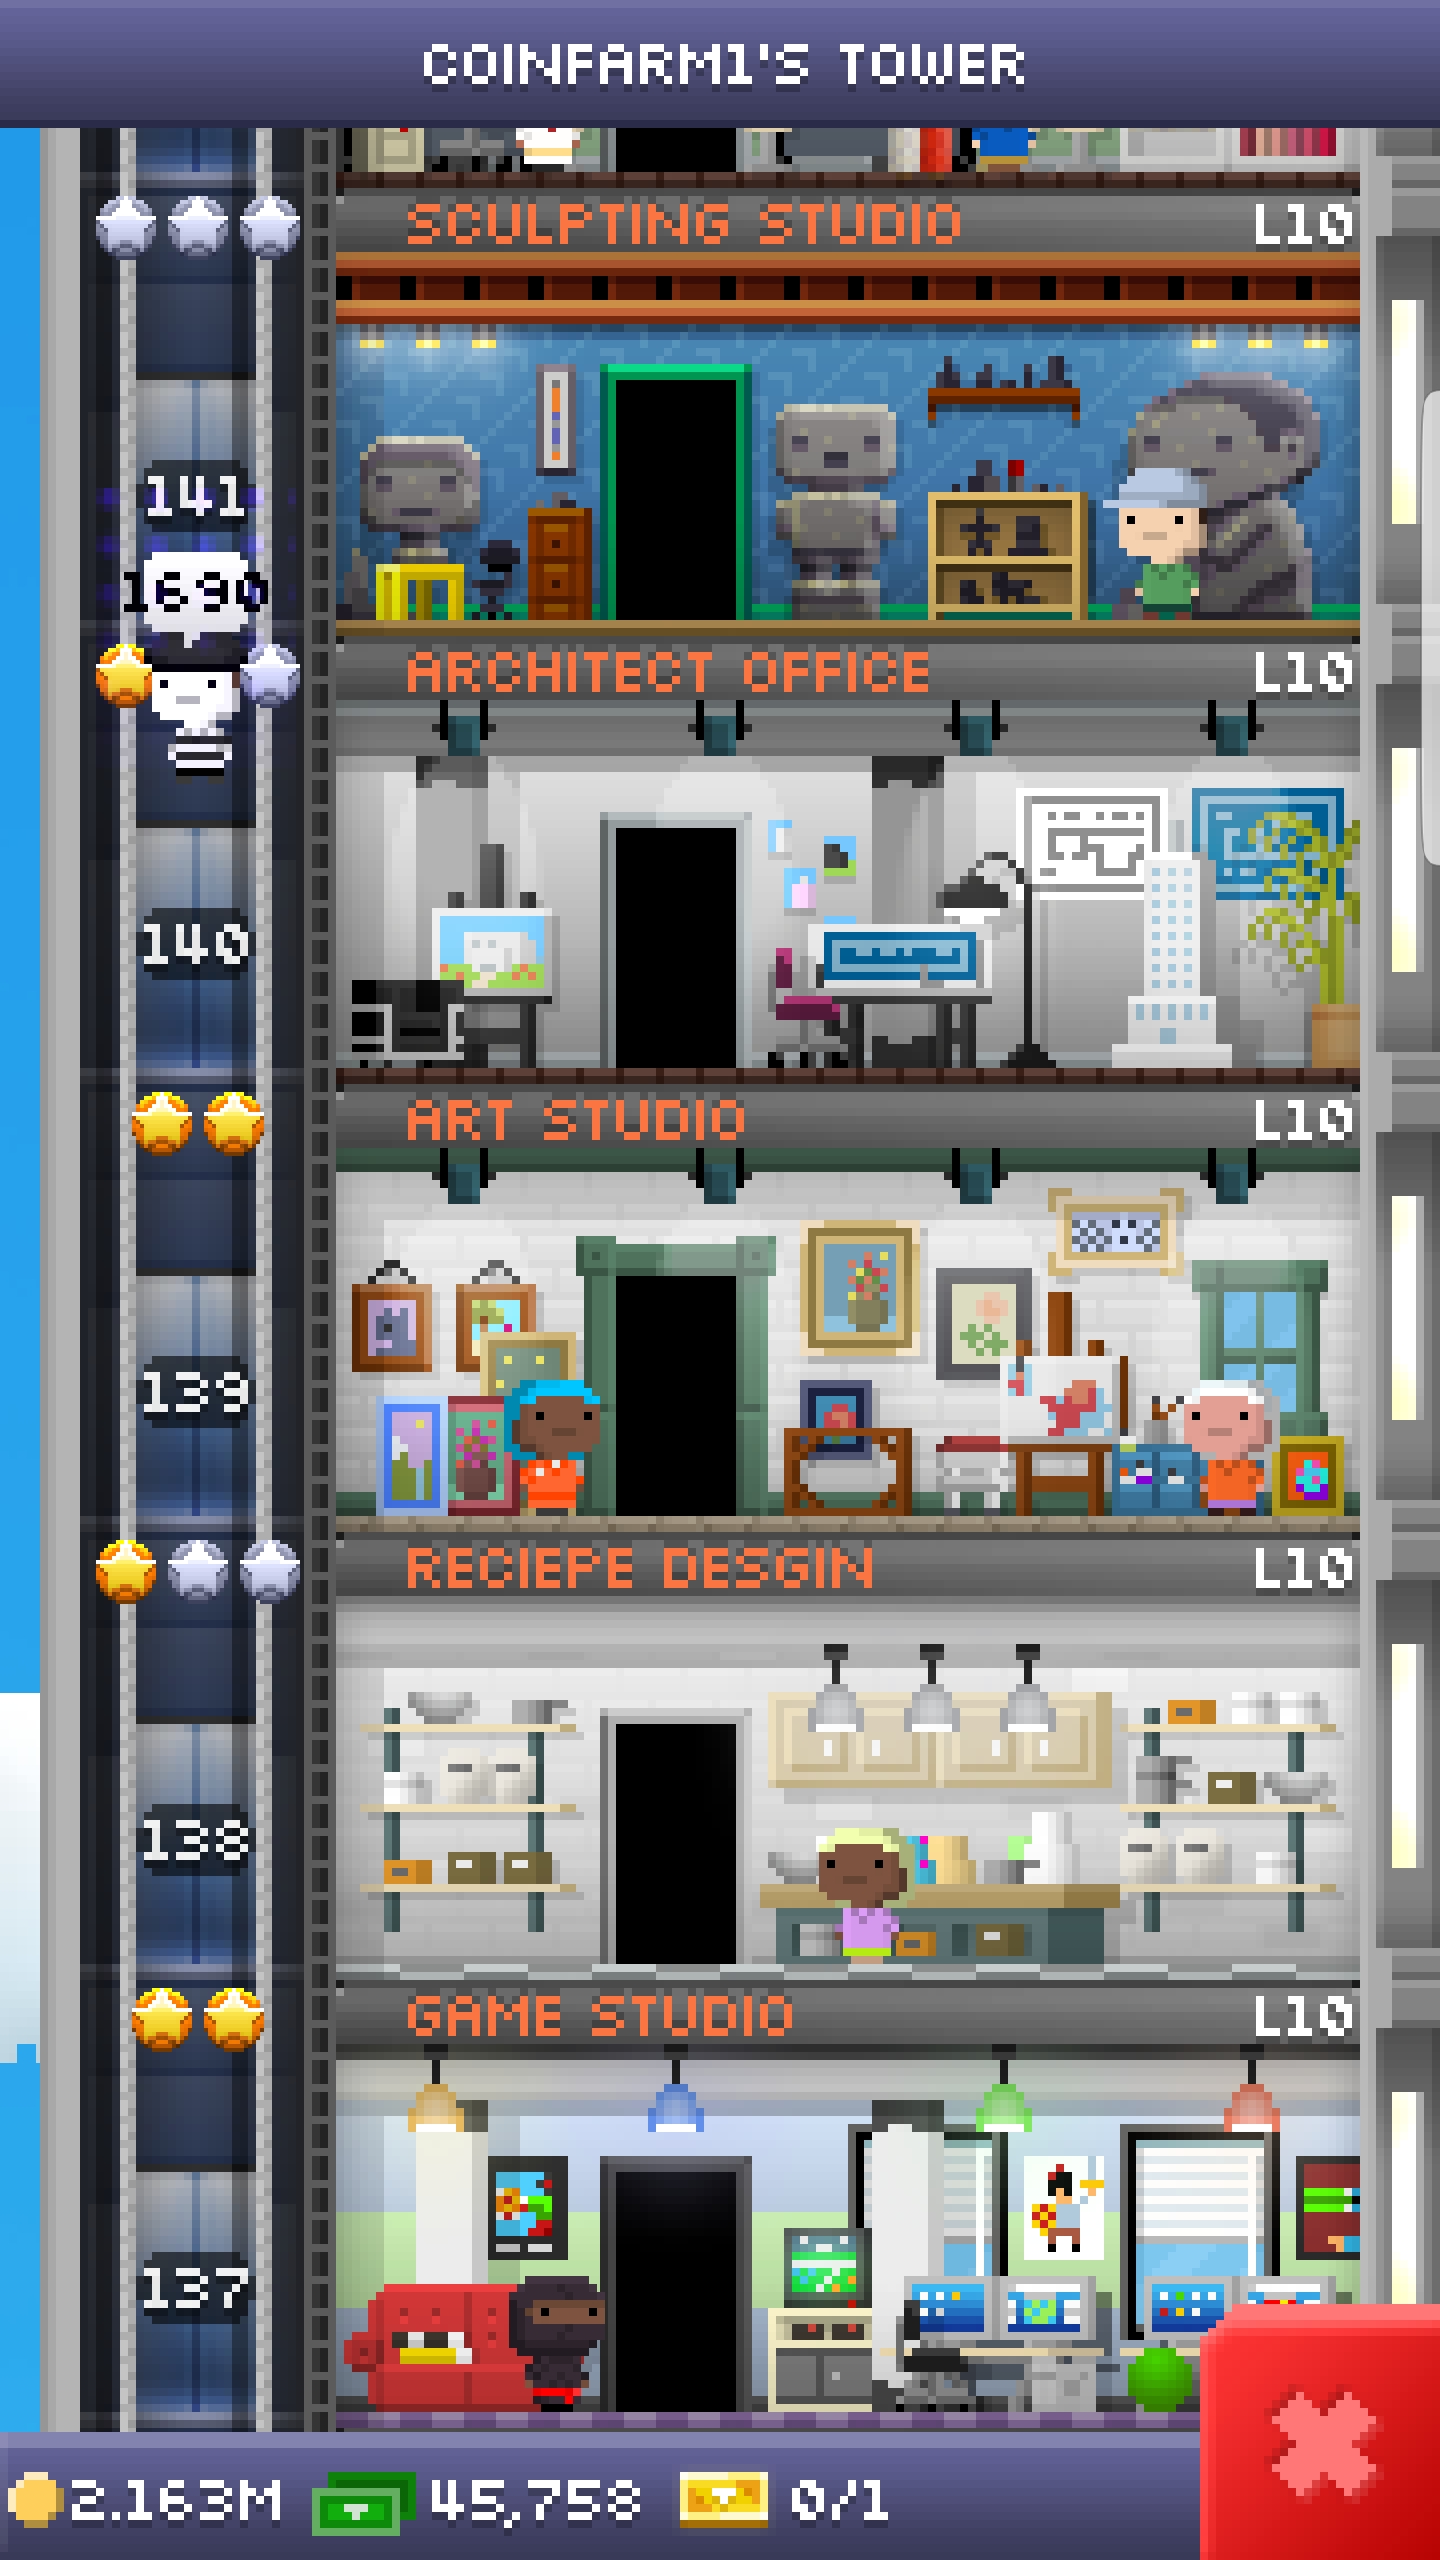 COINFARM1'S TOWER
SCULPTING STUDIO L10
141
1690
ARCHITECT OFFICE L10
140
ART STUDIO L10
139
RECIEPE DESGIN L10
138
GAME STUDIO L10
137
2.163M 45,758 0/1